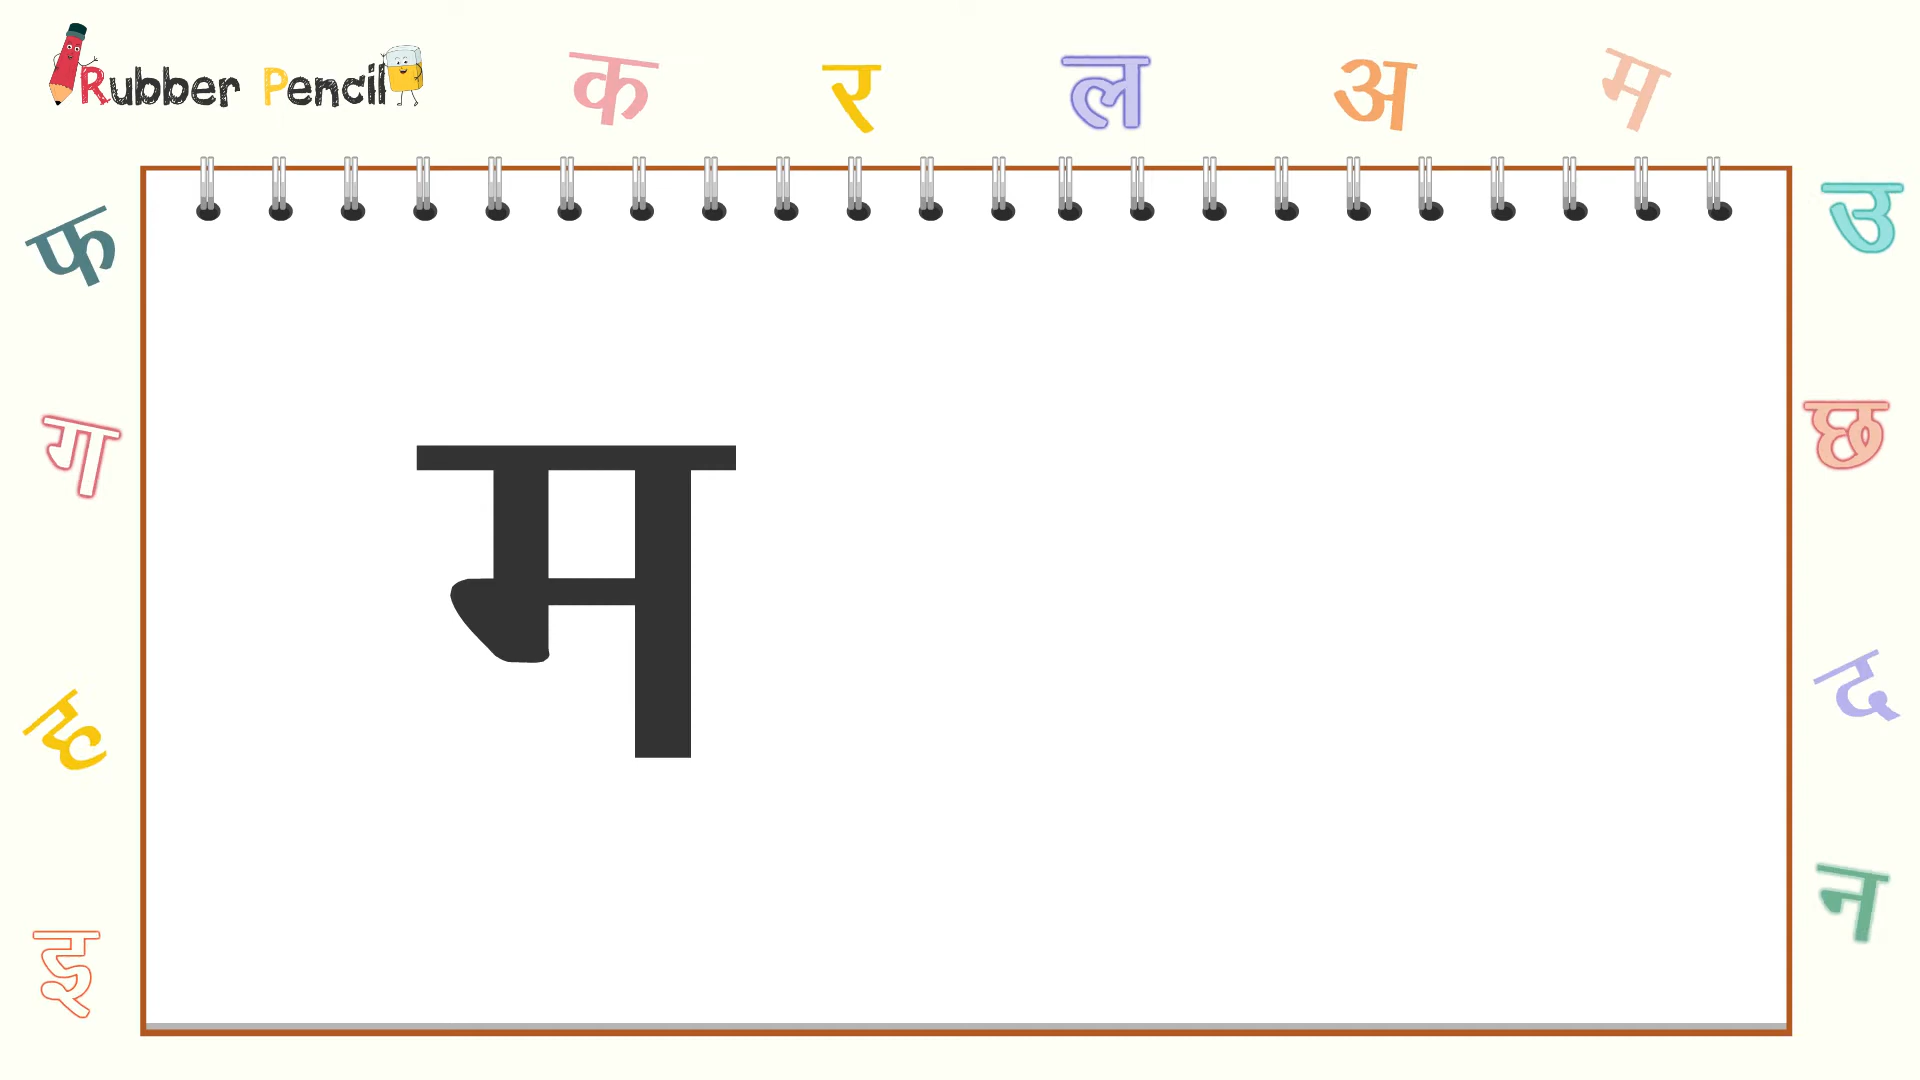 Rubber Pencil
क र ल अ म
फ उ
ग छ
म
ट द
इ न